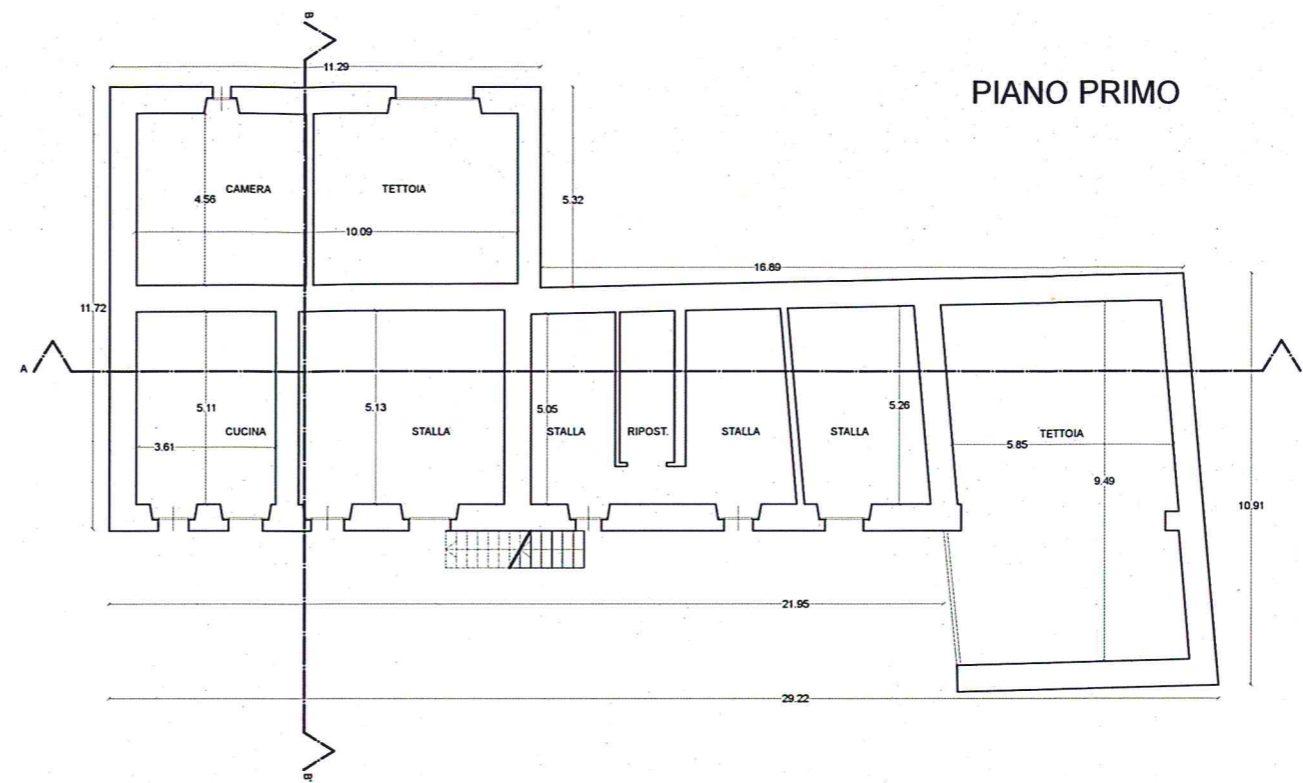 B
11.29
PIANO PRIMO
CAMERA
TETTOIA
4.56
5.32
10.09
16.89
11.72
A
5.11
5.13
5.05
5.26
CUCINA
STALLA
STALLA
RIPOST.
STALLA
STALLA
TETTOIA
3.61
5.85
9.49
10.91
21.95
29.22
B'